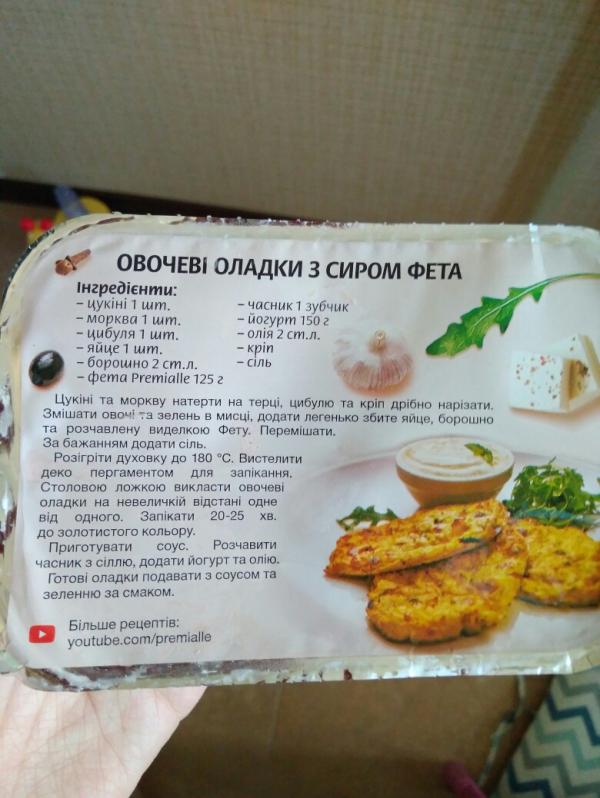 ОВОЧЕВІ ОЛАДКИ З СИРОМ ФЕТА
Інгредієнти:
– цукіні 1 шт.
– морква 1 шт.
– цибуля 1 шт.
– яйце 1 шт.
– борошно 2 ст.л.
– фета Premialle 125 г
– часник 1 зубчик
– йогурт 150 г
– олія 2 ст.л.
– кріп
– сіль
Цукіні та моркву натерти на терці, цибулю та кріп дрібно нарізати.
Змішати овочі та зелень в мисці, додати легенько збите яйце, борошно
та розчавлену виделкою Фету. Перемішати.
За бажанням додати сіль.
Розігріти духовку до 180 °С. Вистелити
деко пергаментом для запікання.
Столовою ложкою викласти овочеві
оладки на невеличкій відстані одне
від одного. Запікати 20-25 хв.
до золотистого кольору.
Приготувати соус. Розчавити
часник з сіллю, додати йогурт та олію.
Готові оладки подавати з соусом та
зеленню за смаком.
Більше рецептів:
youtube.com/premialle